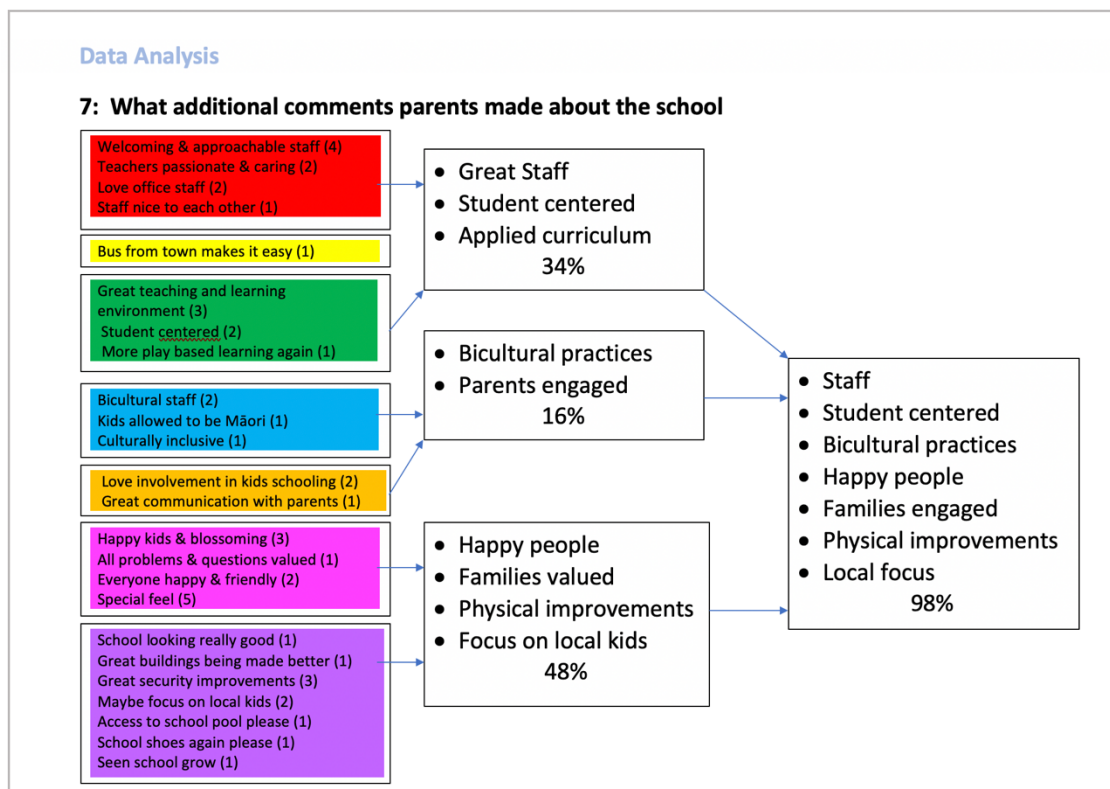 Data Analysis
7: What additional comments parents made about the school
Welcoming & approachable staff (4)
Teachers passionate & caring (2)
Love office staff (2)
Staff nice to each other (1)
Bus from town makes it easy (1)
Great teaching and learning
environment (3)
Student centered (2)
More play based learning again (1)
Bicultural staff (2)
Kids allowed to be Māori (1)
Culturally inclusive (1)
Love involvement in kids schooling (2)
Great communication with parents (1)
Happy kids & blossoming (3)
All problems & questions valued (1)
Everyone happy & friendly (2)
Special feel (5)
School looking really good (1)
Great buildings being made better (1)
Great security improvements (3)
Maybe focus on local kids (2)
Access to school pool please (1)
School shoes again please (1)
Seen school grow (1)
• Great Staff
• Student centered
• Applied curriculum
34%
• Bicultural practices
• Parents engaged
16%
• Happy people
• Families valued
• Physical improvements
• Focus on local kids
48%
• Staff
• Student centered
• Bicultural practices
• Happy people
• Families engaged
• Physical improvements
• Local focus
98%